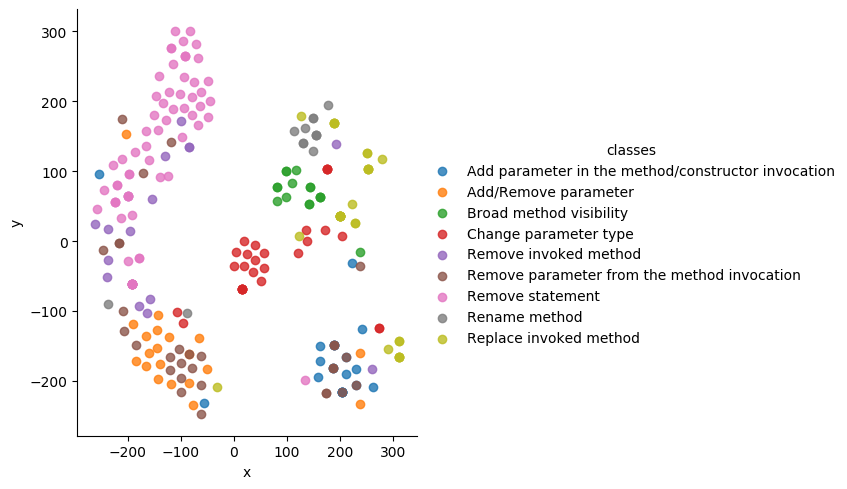 300
200
100
0
−100
−200
y
−200
−100
0
100
200
300
x
classes
Add parameter in the method/constructor invocation
Add/Remove parameter
Broad method visibility
Change parameter type
Remove invoked method
Remove parameter from the method invocation
Remove statement
Rename method
Replace invoked method